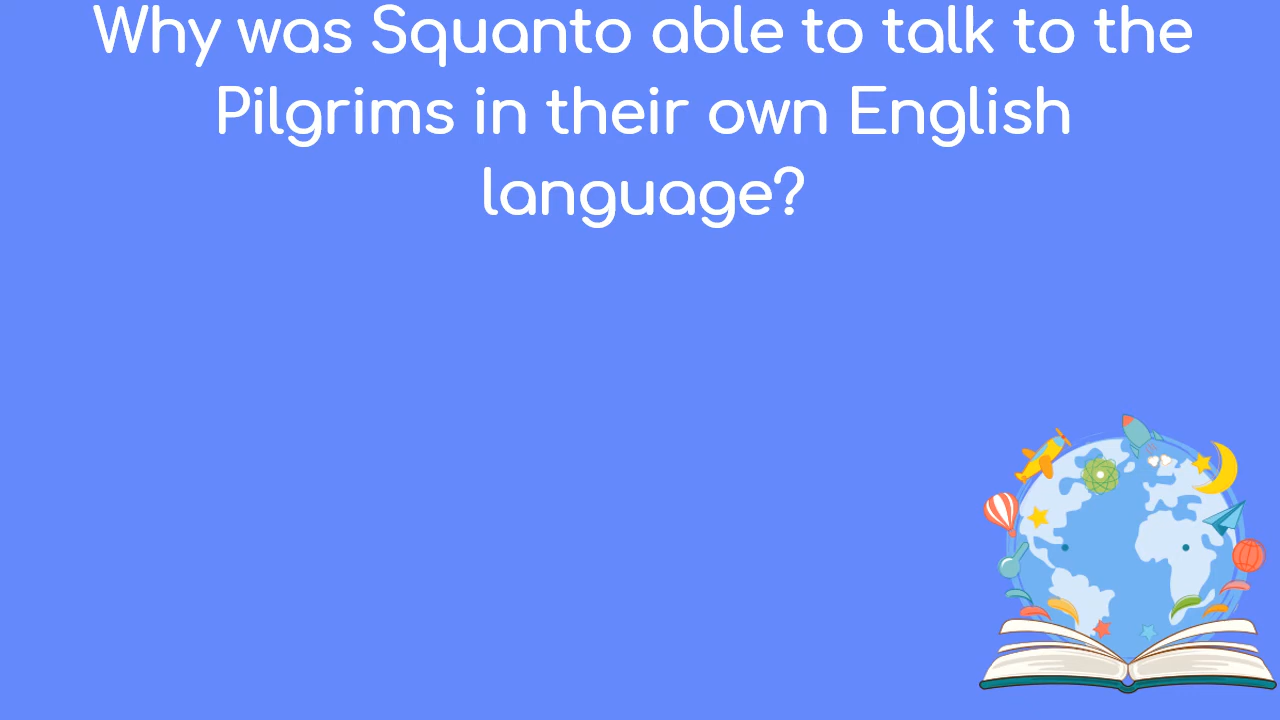 Why was Squanto able to talk to the
Pilgrims in their own English
language?